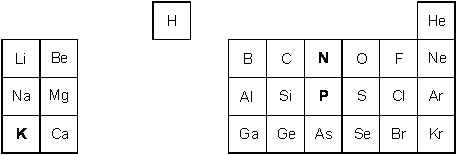 H He
Li Be B C N O F Ne
Na Mg Al Si P S Cl Ar
K Ca Ga Ge As Se Br Kr